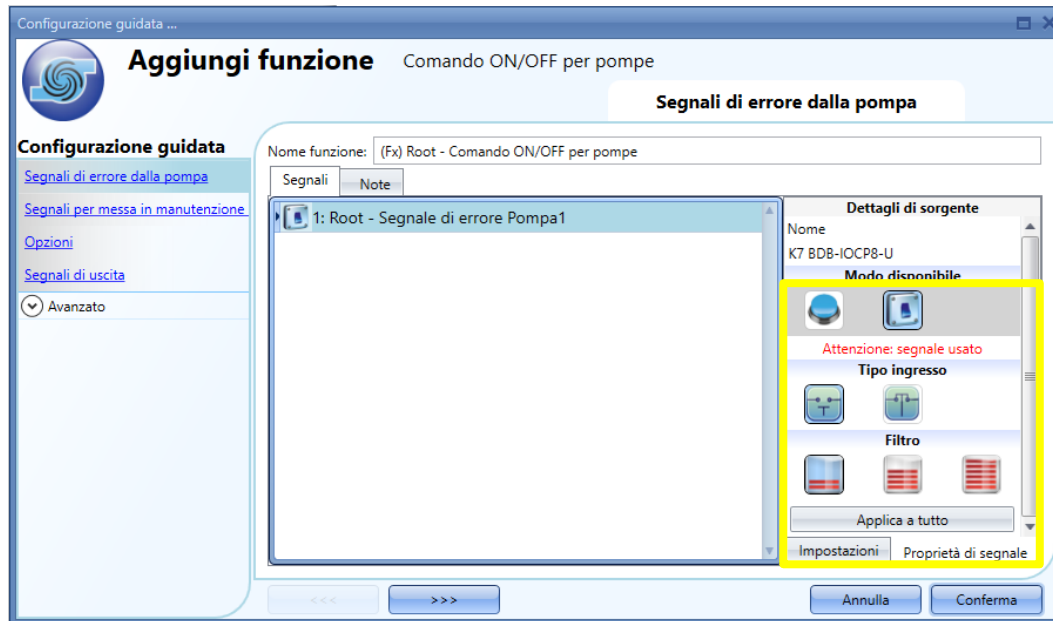 Configurazione guidata ...
Aggiungi funzione Comando ON/OFF per pompe
Segnali di errore dalla pompa
Configurazione guidata
Segnali di errore dalla pompa
Segnali per messa in manutenzione
Opzioni
Segnali di uscita
Avanzato
Nome funzione: (Fx) Root - Comando ON/OFF per pompe
Segnali Note
1: Root - Segnale di errore Pompa1
Dettagli di sorgente
Nome
K7 BDB-IOCP8-U
Modo disponibile
Attenzione: segnale usato
Tipo ingresso
Filtro
Applica a tutto
Impostazioni Proprietà di segnale
<<< >>> Annulla Conferma